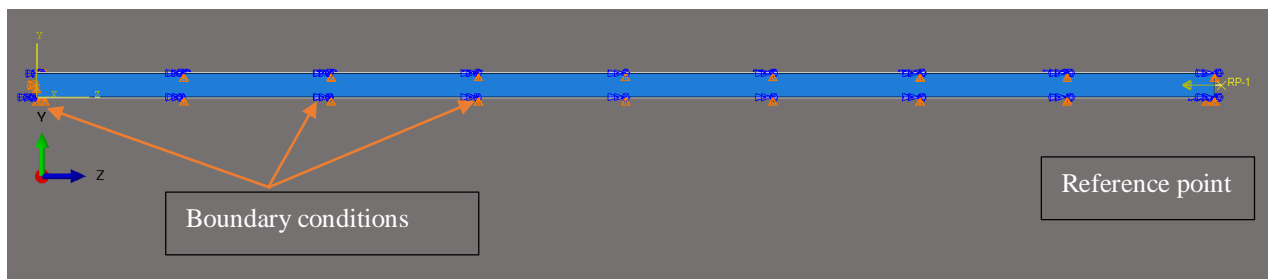 Y
RP-1
X
Z
Y
Z
Reference point
Boundary conditions